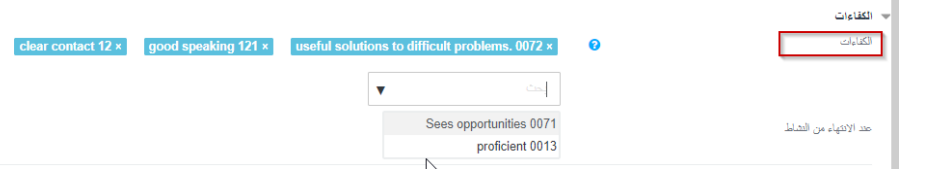 الكفاءات
الكفاءات
useful solutions to difficult problems. 0072 ×
good speaking 121 ×
clear contact 12 ×
بحث
▼
Sees opportunities 0071
proficient 0013
عند الانتهاء من النشاط